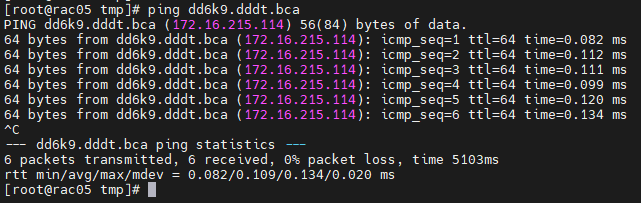 [root@rac05 tmp]# ping dd6k9.dddt.bca
PING dd6k9.dddt.bca (172.16.215.114) 56(84) bytes of data.
64 bytes from dd6k9.dddt.bca (172.16.215.114): icmp_seq=1 ttl=64 time=0.082 ms
64 bytes from dd6k9.dddt.bca (172.16.215.114): icmp_seq=2 ttl=64 time=0.112 ms
64 bytes from dd6k9.dddt.bca (172.16.215.114): icmp_seq=3 ttl=64 time=0.111 ms
64 bytes from dd6k9.dddt.bca (172.16.215.114): icmp_seq=4 ttl=64 time=0.099 ms
64 bytes from dd6k9.dddt.bca (172.16.215.114): icmp_seq=5 ttl=64 time=0.120 ms
64 bytes from dd6k9.dddt.bca (172.16.215.114): icmp_seq=6 ttl=64 time=0.134 ms
^C
--- dd6k9.dddt.bca ping statistics ---
6 packets transmitted, 6 received, 0% packet loss, time 5103ms
rtt min/avg/max/mdev = 0.082/0.109/0.134/0.020 ms
[root@rac05 tmp]#